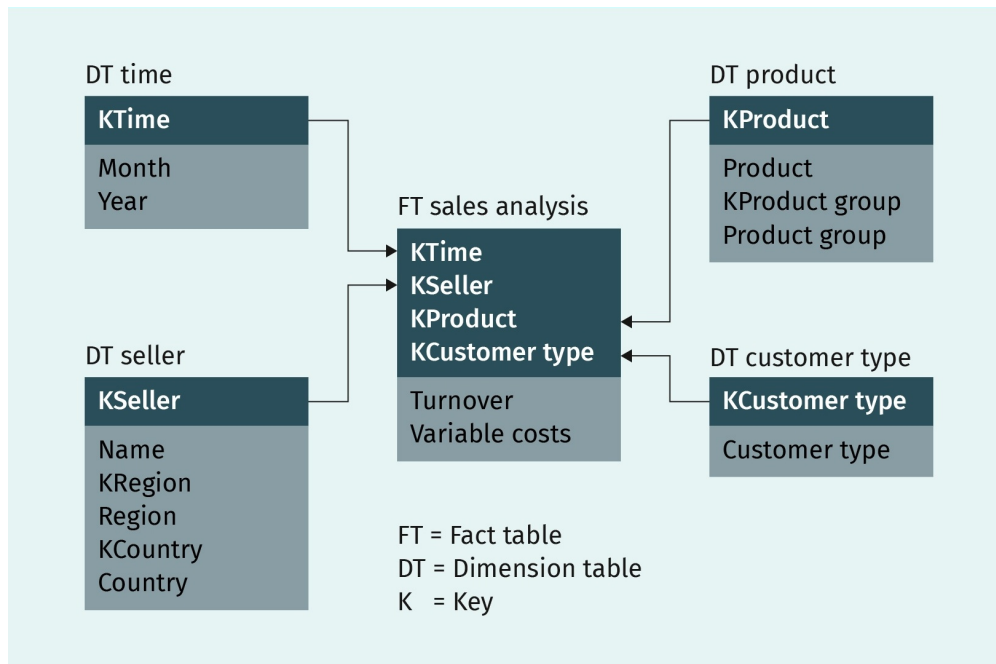 DT time
KTime
Month
Year
DT seller
KSeller
Name
KRegion
Region
KCountry
Country
FT sales analysis
KTime
KSeller
KProduct
KCustomer type
Turnover
Variable costs
DT product
KProduct
Product
KProduct group
Product group
DT customer type
KCustomer type
Customer type
FT = Fact table
DT = Dimension table
K = Key